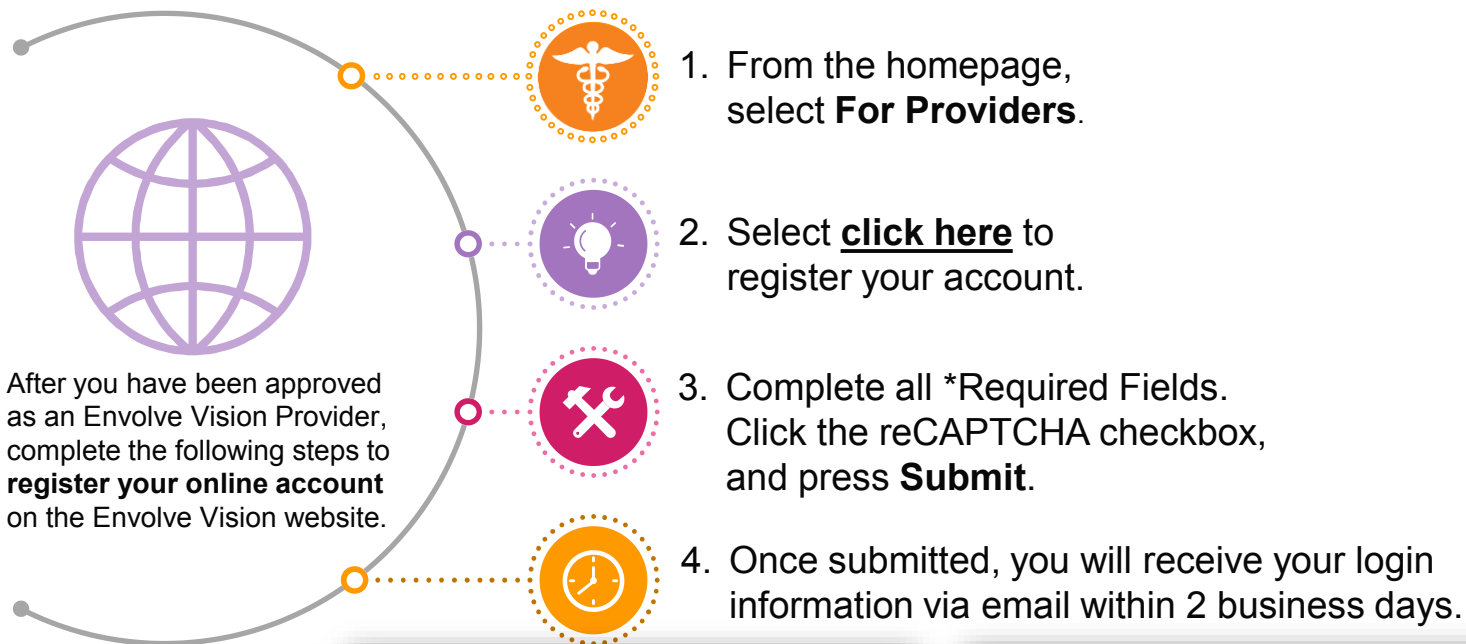 After you have been approved
as an Envolve Vision Provider,
complete the following steps to
register your online account
on the Envolve Vision website.
1. From the homepage,
select For Providers.
2. Select click here to
register your account.
3. Complete all *Required Fields.
Click the reCAPTCHA checkbox,
and press Submit.
4. Once submitted, you will receive your login
information via email within 2 business days.